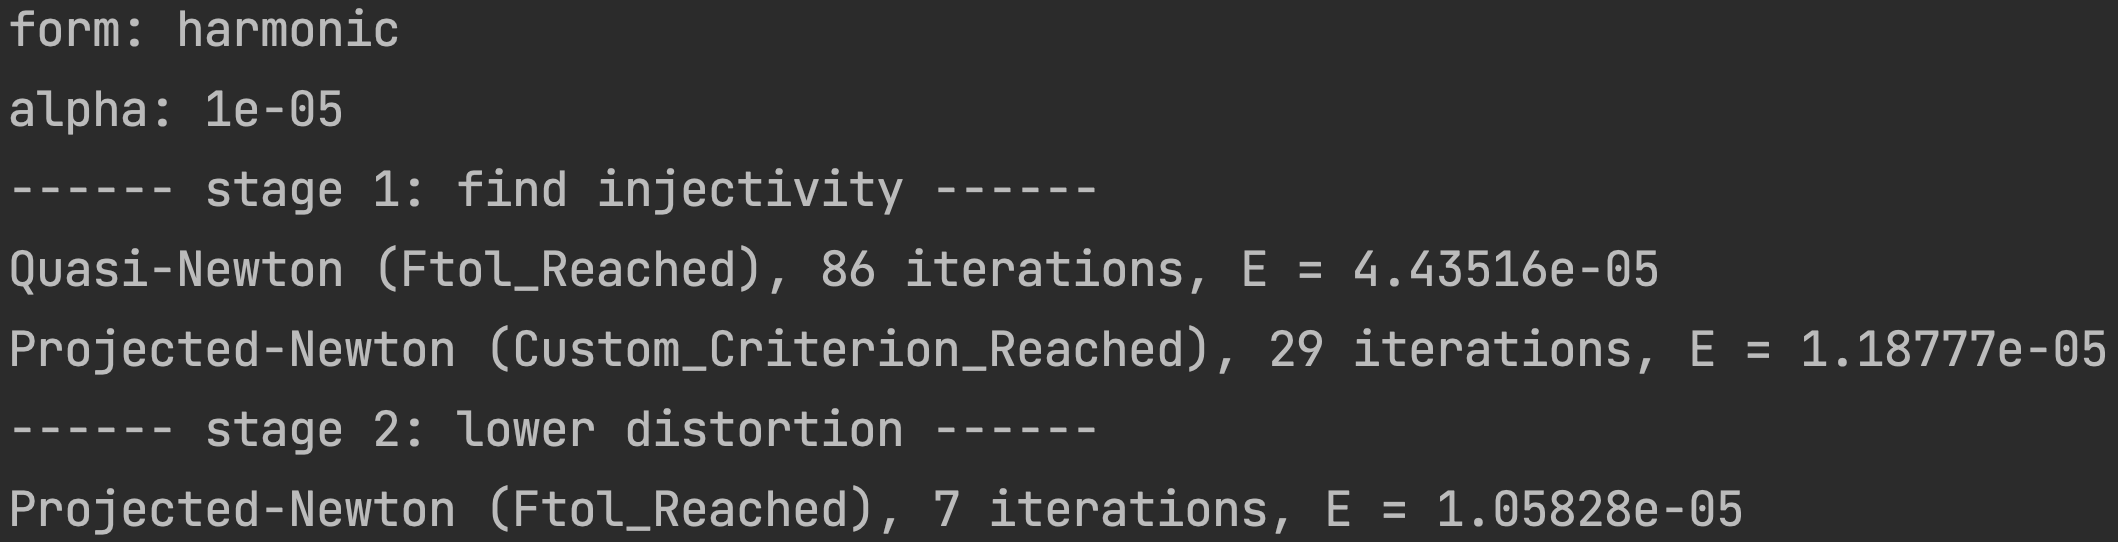 form: harmonic
alpha: 1e-05
------ stage 1: find injectivity ------
Quasi-Newton (Ftol_Reached), 86 iterations, E = 4.43516e-05
Projected-Newton (Custom_Criterion_Reached), 29 iterations, E = 1.18777e-05
------ stage 2: lower distortion ------
Projected-Newton (Ftol_Reached), 7 iterations, E = 1.05828e-05